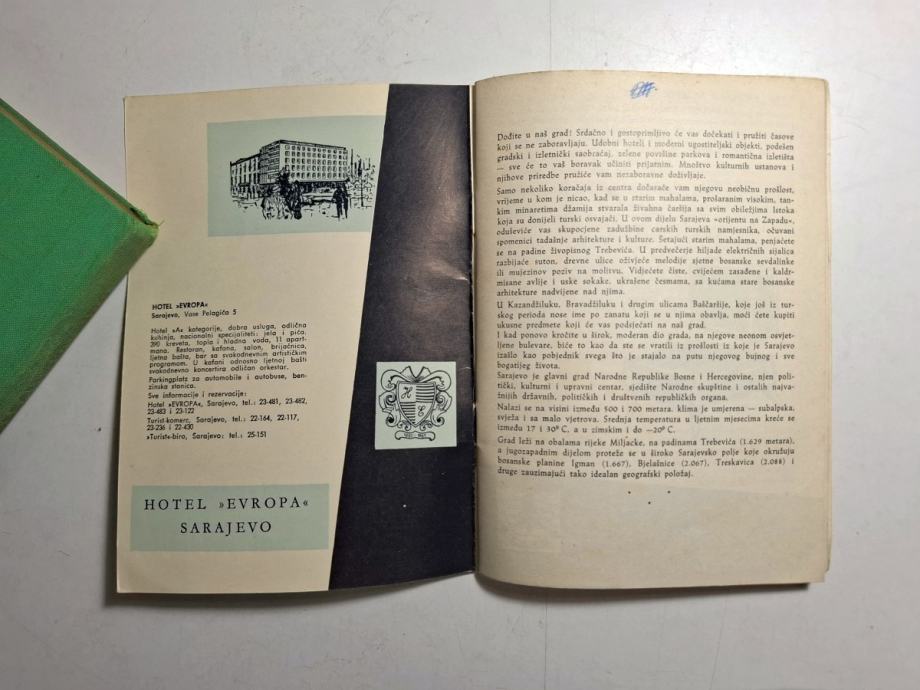 HOTEL »EVROPA«
Sarajevo, Vase Pelagića 5
Hotel »A« kategorije, dobra usluga, odlična
kuhinja, nacionalni specijaliteti: jela i pića.
390 kreveta, topla i hladna voda, 11 apart-
mana. Restoran, kafana, salon, brijačnica,
ljetna bašta, bar sa svakodnevnim artističkim
programom. U kafani odnosno ljetnoj bašti
svakodnevno koncertira odličan orkestar.
Parkingplatz za automobile i autobuse, ben-
zinska stanica.
Sve informacije i rezervacije:
Hotel »EVROPA«, Sarajevo, tel.: 23-481, 23-482,
23-483 i 23-122
Turist-komerc, Sarajevo, tel.: 22-164, 22-117,
23-236 i 22-430
»Turist«-biro, Sarajevo: tel.: 25-151
HOTEL »EVROPA«
SARAJEVO
H
E
Dođite u naš grad! Srdačno i gostoprimljivo će vas dočekati i pružiti časove
koji se ne zaboravljaju. Udobni hoteli i moderni ugostiteljski objekti, podešen
gradski i izletnički saobraćaj, zelene površine parkova i romantična izletišta
— sve će to vaš boravak učiniti prijatnim. Mnoštvo kulturnih ustanova i
njihove priredbe pružiće vam nezaboravne doživljaje.
Samo nekoliko koračaja iz centra dočaraće vam njegovu neobičnu prošlost,
vrijeme u kom je nicao, kad se u starim mahalama, prošaranim visokim, tan-
kim minaretima džamija stvarala živahna čaršija sa svim obilježjima Istoka
koja su donijeli turski osvajači. U ovom dijelu Sarajeva »orijentu na Zapadu«,
oduševiće vas skupocjene zadužbine carskih turskih namjesnika, očuvani
spomenici tadašnje arhitekture i kulture. Šetajući starim mahalama, penjaćete
se na padine živopisnog Trebevića. U predvečerje hiljade električnih sijalica
razbijaće suton, drevne ulice oživjeće melodije sjetne bosanske sevdalinke
ili mujezinov poziv na molitvu. Vidjećete čiste, cvijećem zasađene i kaldr-
misane avlije i uske sokake, ukrašene česmama, sa kućama stare bosanske
arhitekture nadvijene nad njima.
U Kazandžiluku, Bravadžiluku i drugim ulicama Baščaršije, koje još iz tur-
skog perioda nose ime po zanatu koji se u njima obavlja, moći ćete kupiti
ukusne predmete koji će vas podsjećati na naš grad.
I kad ponovo kročite u širok, moderan dio grada, na njegove neonom osvjet-
ljene bulevare, biće to kao da ste se vratili iz prošlosti iz koje je Sarajevo
izašlo kao pobjednik svega što je stajalo na putu njegovog bujnog i sve
bogatijeg života.
Sarajevo je glavni grad Narodne Republike Bosne i Hercegovine, njen poli-
tički, kulturni i upravni centar, sjedište Narodne skupštine i ostalih najva-
žnijih državnih, političkih i društvenih republičkih organa.
Nalazi se na visini između 500 i 700 metara, klima je umjerena — subalpska,
svježa i sa malo vjetrova. Srednja temperatura u ljetnim mjesecima kreće se
između 17 i 30° C, a u zimskim i do —20° C.
Grad leži na obalama rijeke Miljacke, na padinama Trebevića (1.629 metara),
a jugozapadnim dijelom proteže se u široko Sarajevsko polje koje okružuju
bosanske planine Igman (1.667), Bjelašnice (2.067), Treskavica (2.088) i
druge zauzimajući tako idealan geografski položaj.